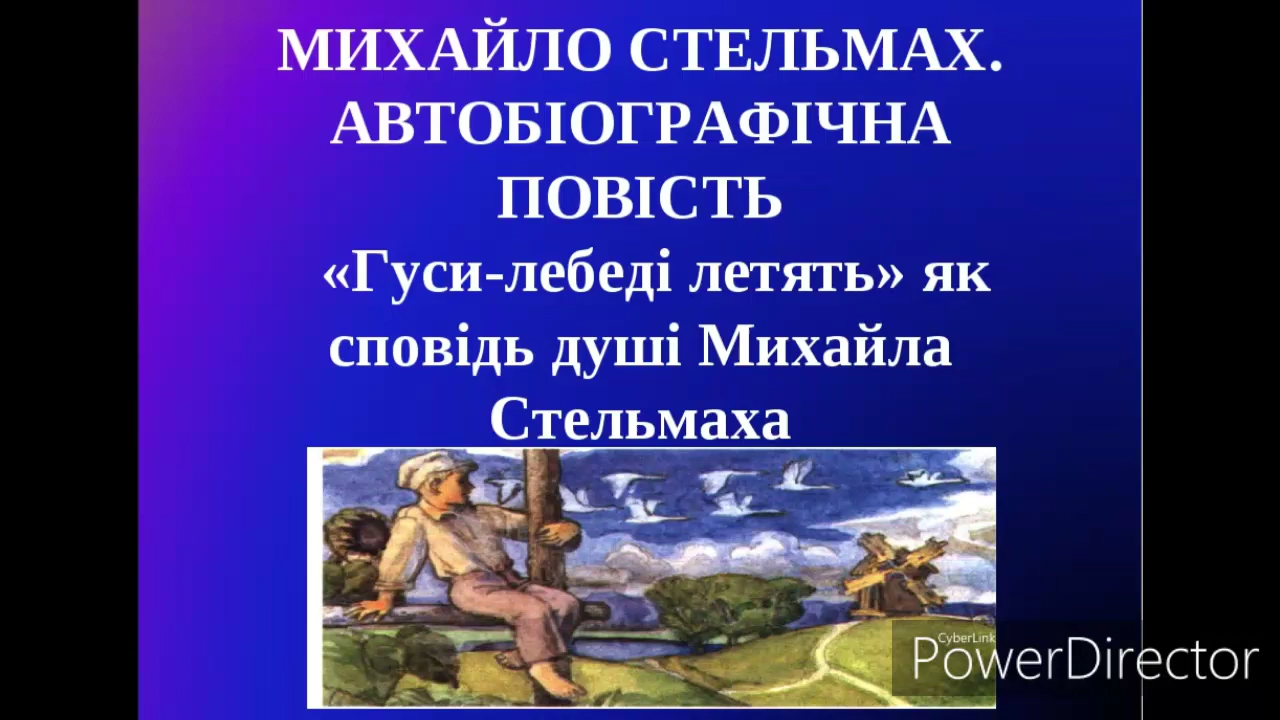 МИХАЙЛО СТЕЛЬМАХ.
АВТОБІОГРАФІЧНА
ПОВІСТЬ
«Гуси-лебеді летять» як
сповідь душі Михайла
Стельмаха
CyberLink
PowerDirector